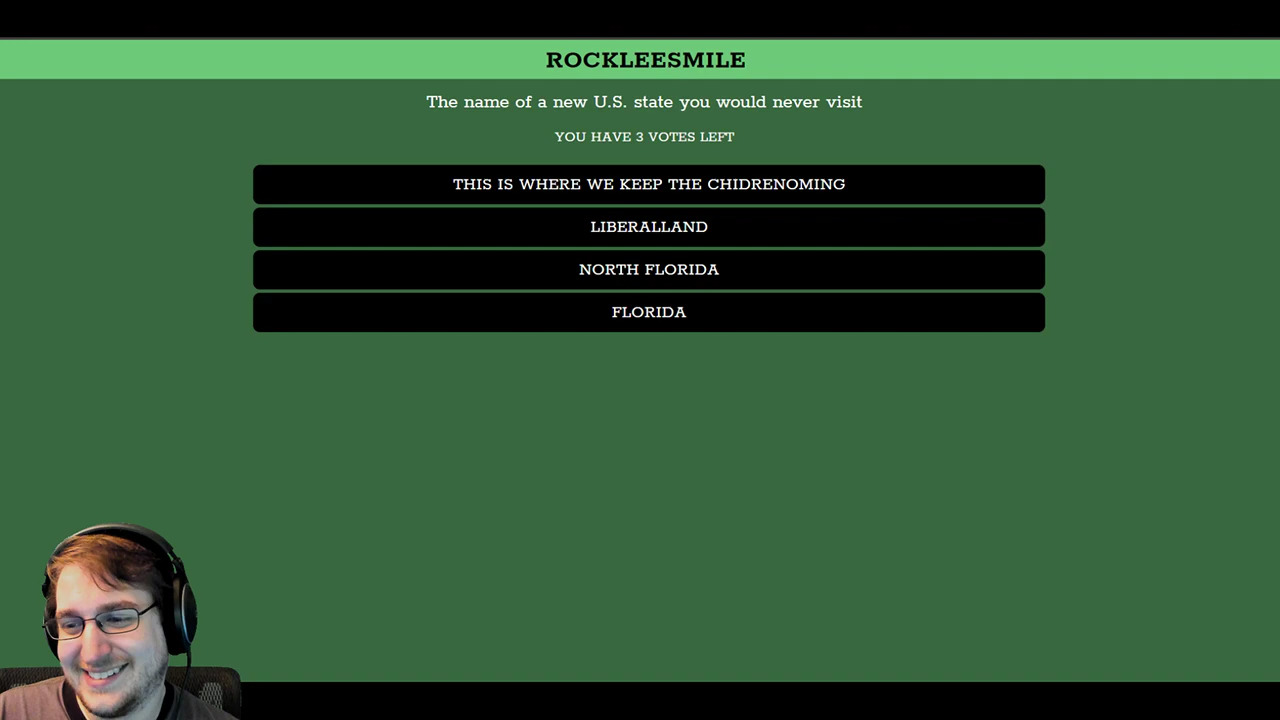 ROCKLEESMILE
The name of a new U.S. state you would never visit
YOU HAVE 3 VOTES LEFT
THIS IS WHERE WE KEEP THE CHIDRENOMING
LIBERALLAND
NORTH FLORIDA
FLORIDA